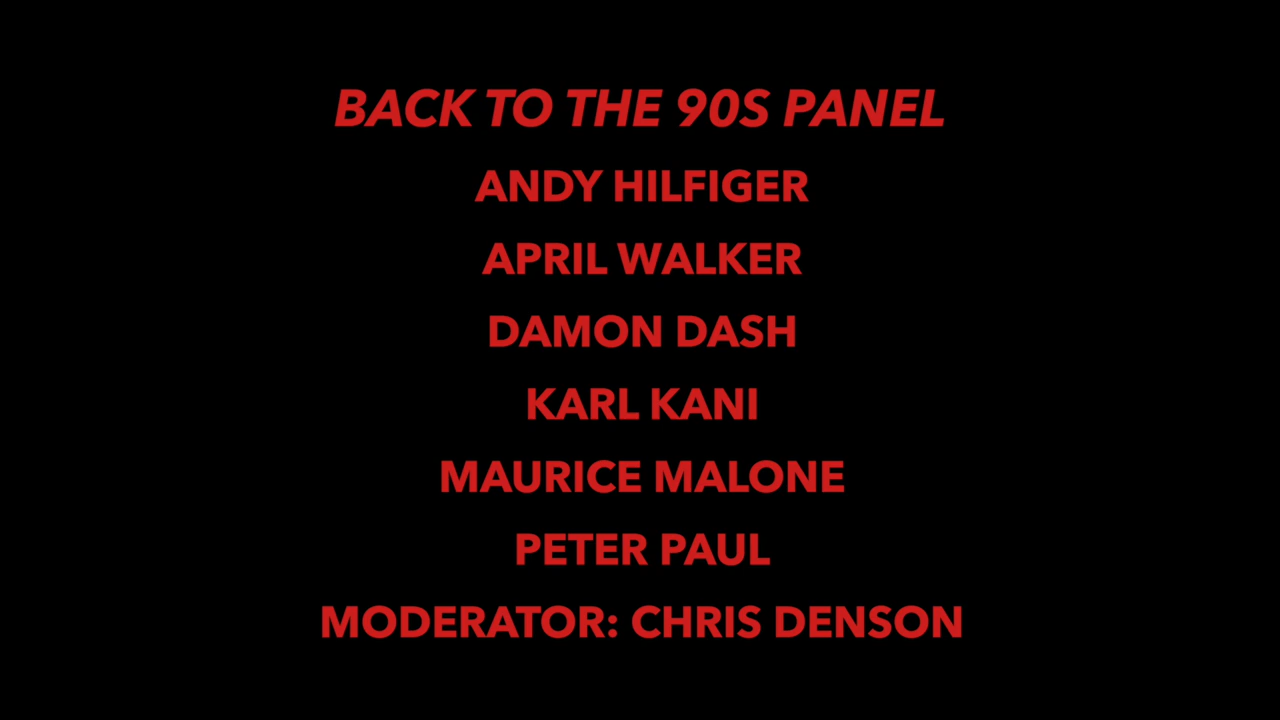 BACK TO THE 90S PANEL
ANDY HILFIGER
APRIL WALKER
DAMON DASH
KARL KANI
MAURICE MALONE
PETER PAUL
MODERATOR: CHRIS DENSON